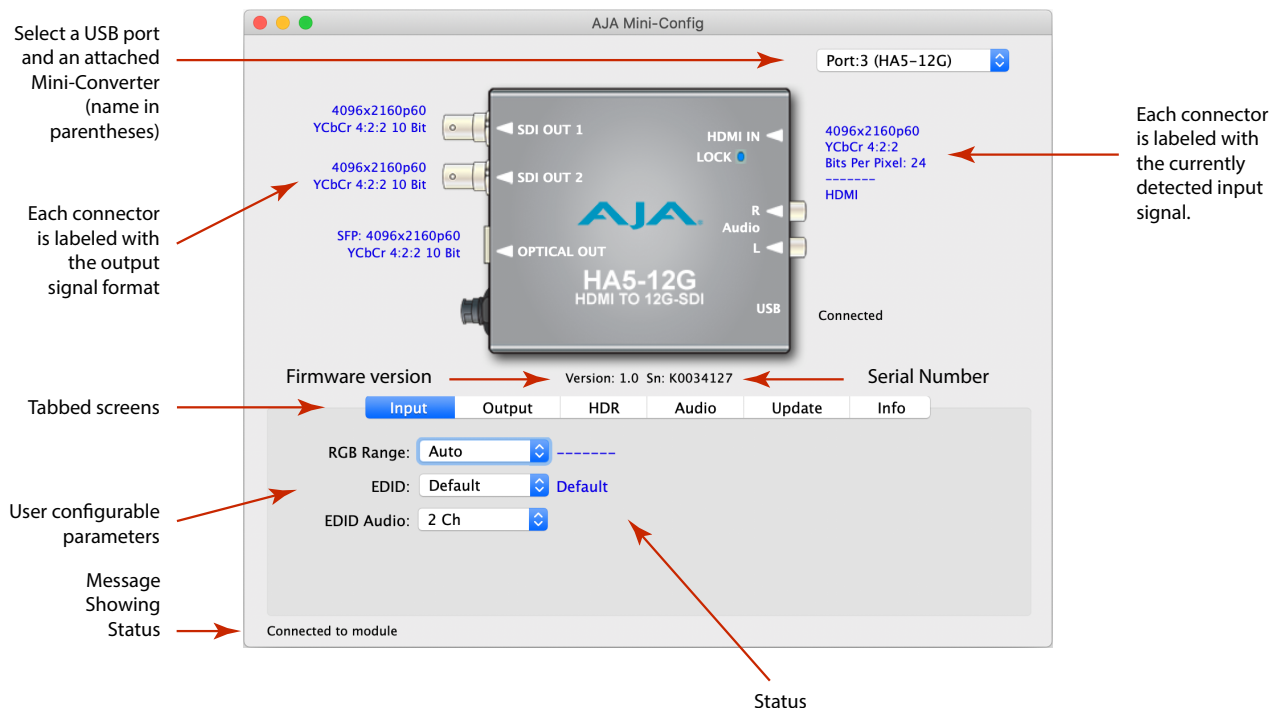 AJA Mini-Config
Select a USB port
and an attached
Mini-Converter
(name in
parentheses)
Port:3 (HA5-12G)
4096x2160p60
YCbCr 4:2:2 10 Bit
SDI OUT 1
4096x2160p60
YCbCr 4:2:2 10 Bit
SDI OUT 2
SFP: 4096x2160p60
YCbCr 4:2:2 10 Bit
OPTICAL OUT
HDMI IN
LOCK
AJA
R
Audio
L
HA5-12G
HDMI TO 12G-SDI
USB
4096x2160p60
YCbCr 4:2:2
Bits Per Pixel: 24
-------
HDMI
Connected
Each connector
is labeled with
the currently
detected input
signal.
Each connector
is labeled with
the output
signal format
Firmware version
Version: 1.0 Sn: K0034127
Serial Number
Tabbed screens
Input Output HDR Audio Update Info
RGB Range: Auto -------
EDID: Default Default
EDID Audio: 2 Ch
User configurable
parameters
Message
Showing
Status
Connected to module
Status